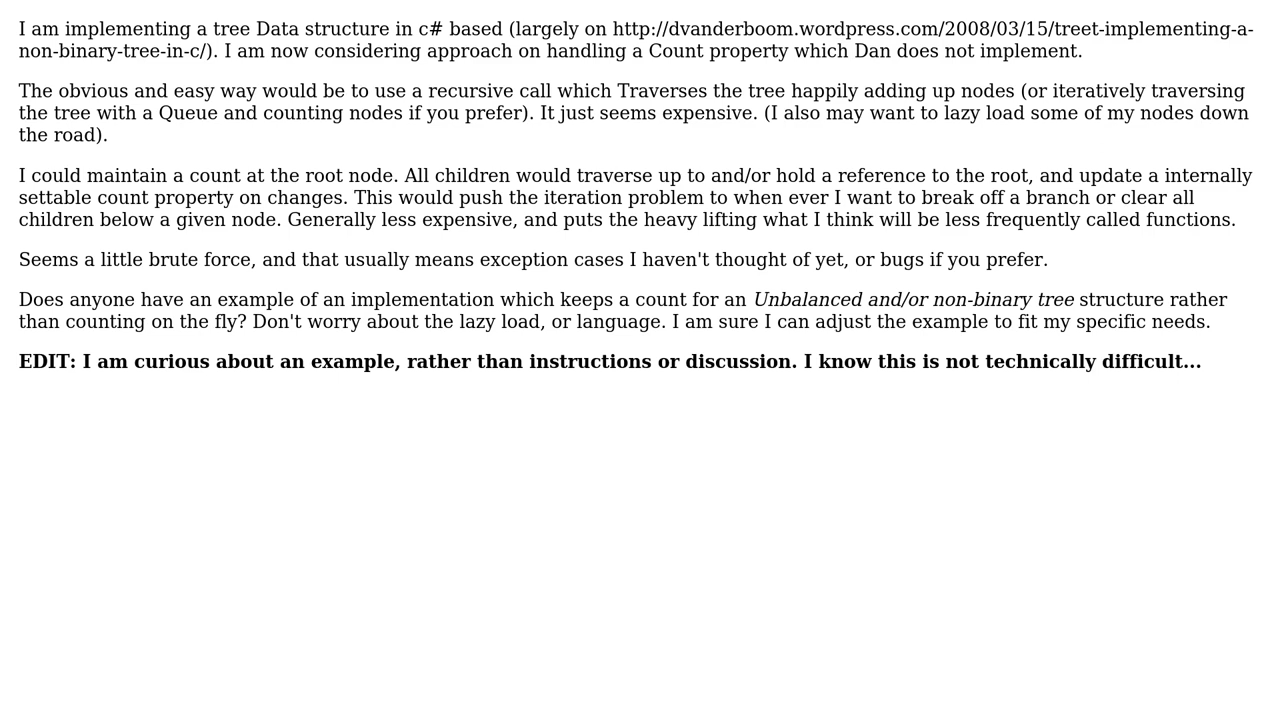 I am implementing a tree Data structure in c# based (largely on http://dvanderboom.wordpress.com/2008/03/15/treet-implementing-a-
non-binary-tree-in-c/). I am now considering approach on handling a Count property which Dan does not implement.
The obvious and easy way would be to use a recursive call which Traverses the tree happily adding up nodes (or iteratively traversing
the tree with a Queue and counting nodes if you prefer). It just seems expensive. (I also may want to lazy load some of my nodes down
the road).
I could maintain a count at the root node. All children would traverse up to and/or hold a reference to the root, and update a internally
settable count property on changes. This would push the iteration problem to when ever I want to break off a branch or clear all
children below a given node. Generally less expensive, and puts the heavy lifting what I think will be less frequently called functions.
Seems a little brute force, and that usually means exception cases I haven't thought of yet, or bugs if you prefer.
Does anyone have an example of an implementation which keeps a count for an Unbalanced and/or non-binary tree structure rather
than counting on the fly? Don't worry about the lazy load, or language. I am sure I can adjust the example to fit my specific needs.
EDIT: I am curious about an example, rather than instructions or discussion. I know this is not technically difficult...